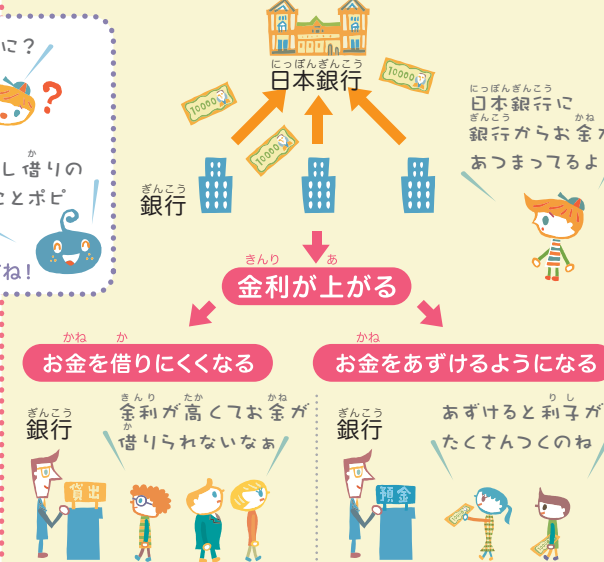 に？
？
し借りの
ことポピ
ね！
にっぽんぎんこう
日本銀行
10000
10000
10000
にっぽんぎんこう
日本銀行に
ぎんこう かね
銀行からお金が
あつまってるよ
ぎんこう
銀行
きんり あ
金利が上がる
かね か
お金を借りにくくなる
かね
お金をあずけるようになる
ぎんこう
銀行
きんり たか かね
金利が高くてお金が
か
借りられないなぁ
貸出
ぎんこう
銀行
りし
あずけると利子が
たくさんつくのね
預金